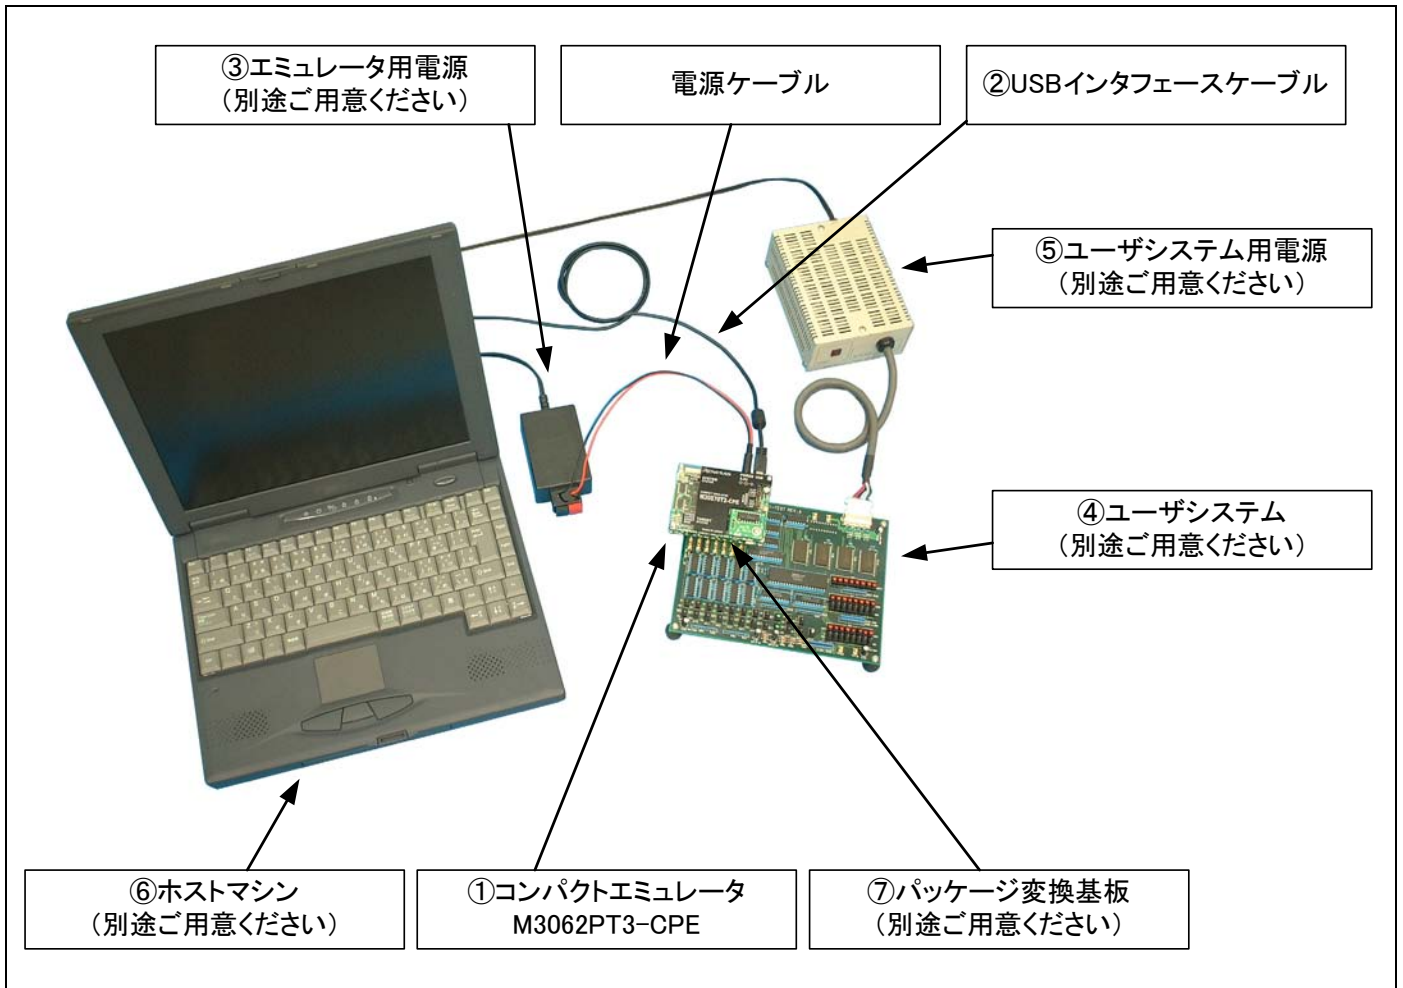 ③エミュレータ用電源
（別途ご用意ください）
電源ケーブル
②USBインタフェースケーブル
⑤ユーザシステム用電源
（別途ご用意ください）
④ユーザシステム
（別途ご用意ください）
⑥ホストマシン
（別途ご用意ください）
①コンパクトエミュレータ
M3062PT3-CPE
⑦パッケージ変換基板
（別途ご用意ください）